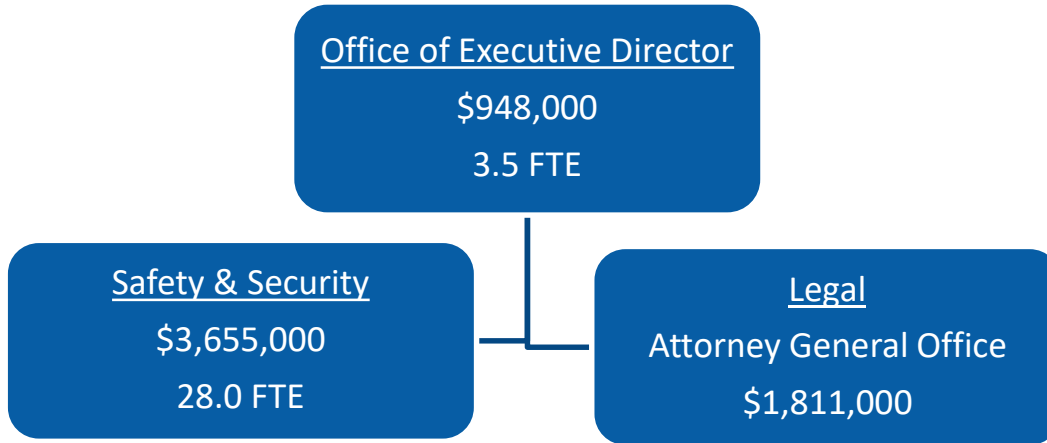 Office of Executive Director
$948,000
3.5 FTE
Safety & Security
$3,655,000
28.0 FTE
Legal
Attorney General Office
$1,811,000